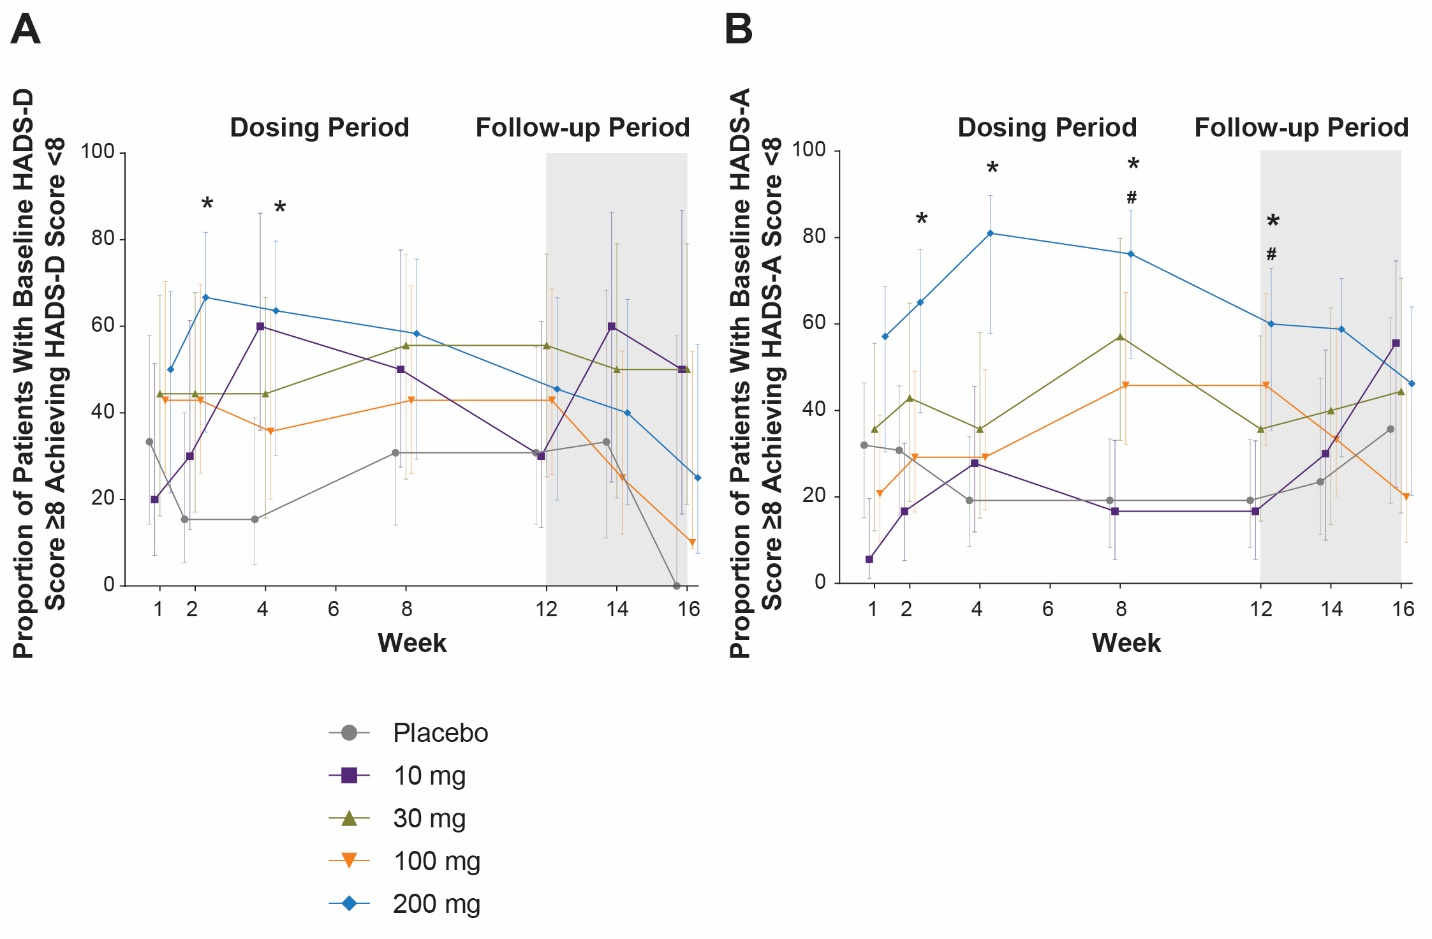 A
Proportion of Patients With Baseline HADS-D
Score ≥8 Achieving HADS-D Score <8
Dosing Period
Follow-up Period
100
80
60
40
20
0
*
*
1 2 4 6 8 12 14 16
Week
B
Proportion of Patients With Baseline HADS-A
Score ≥8 Achieving HADS-A Score <8
Dosing Period
Follow-up Period
100
80
60
40
20
0
*
*
*
#
*
#
1 2 4 6 8 12 14 16
Week
Placebo
10 mg
30 mg
100 mg
200 mg